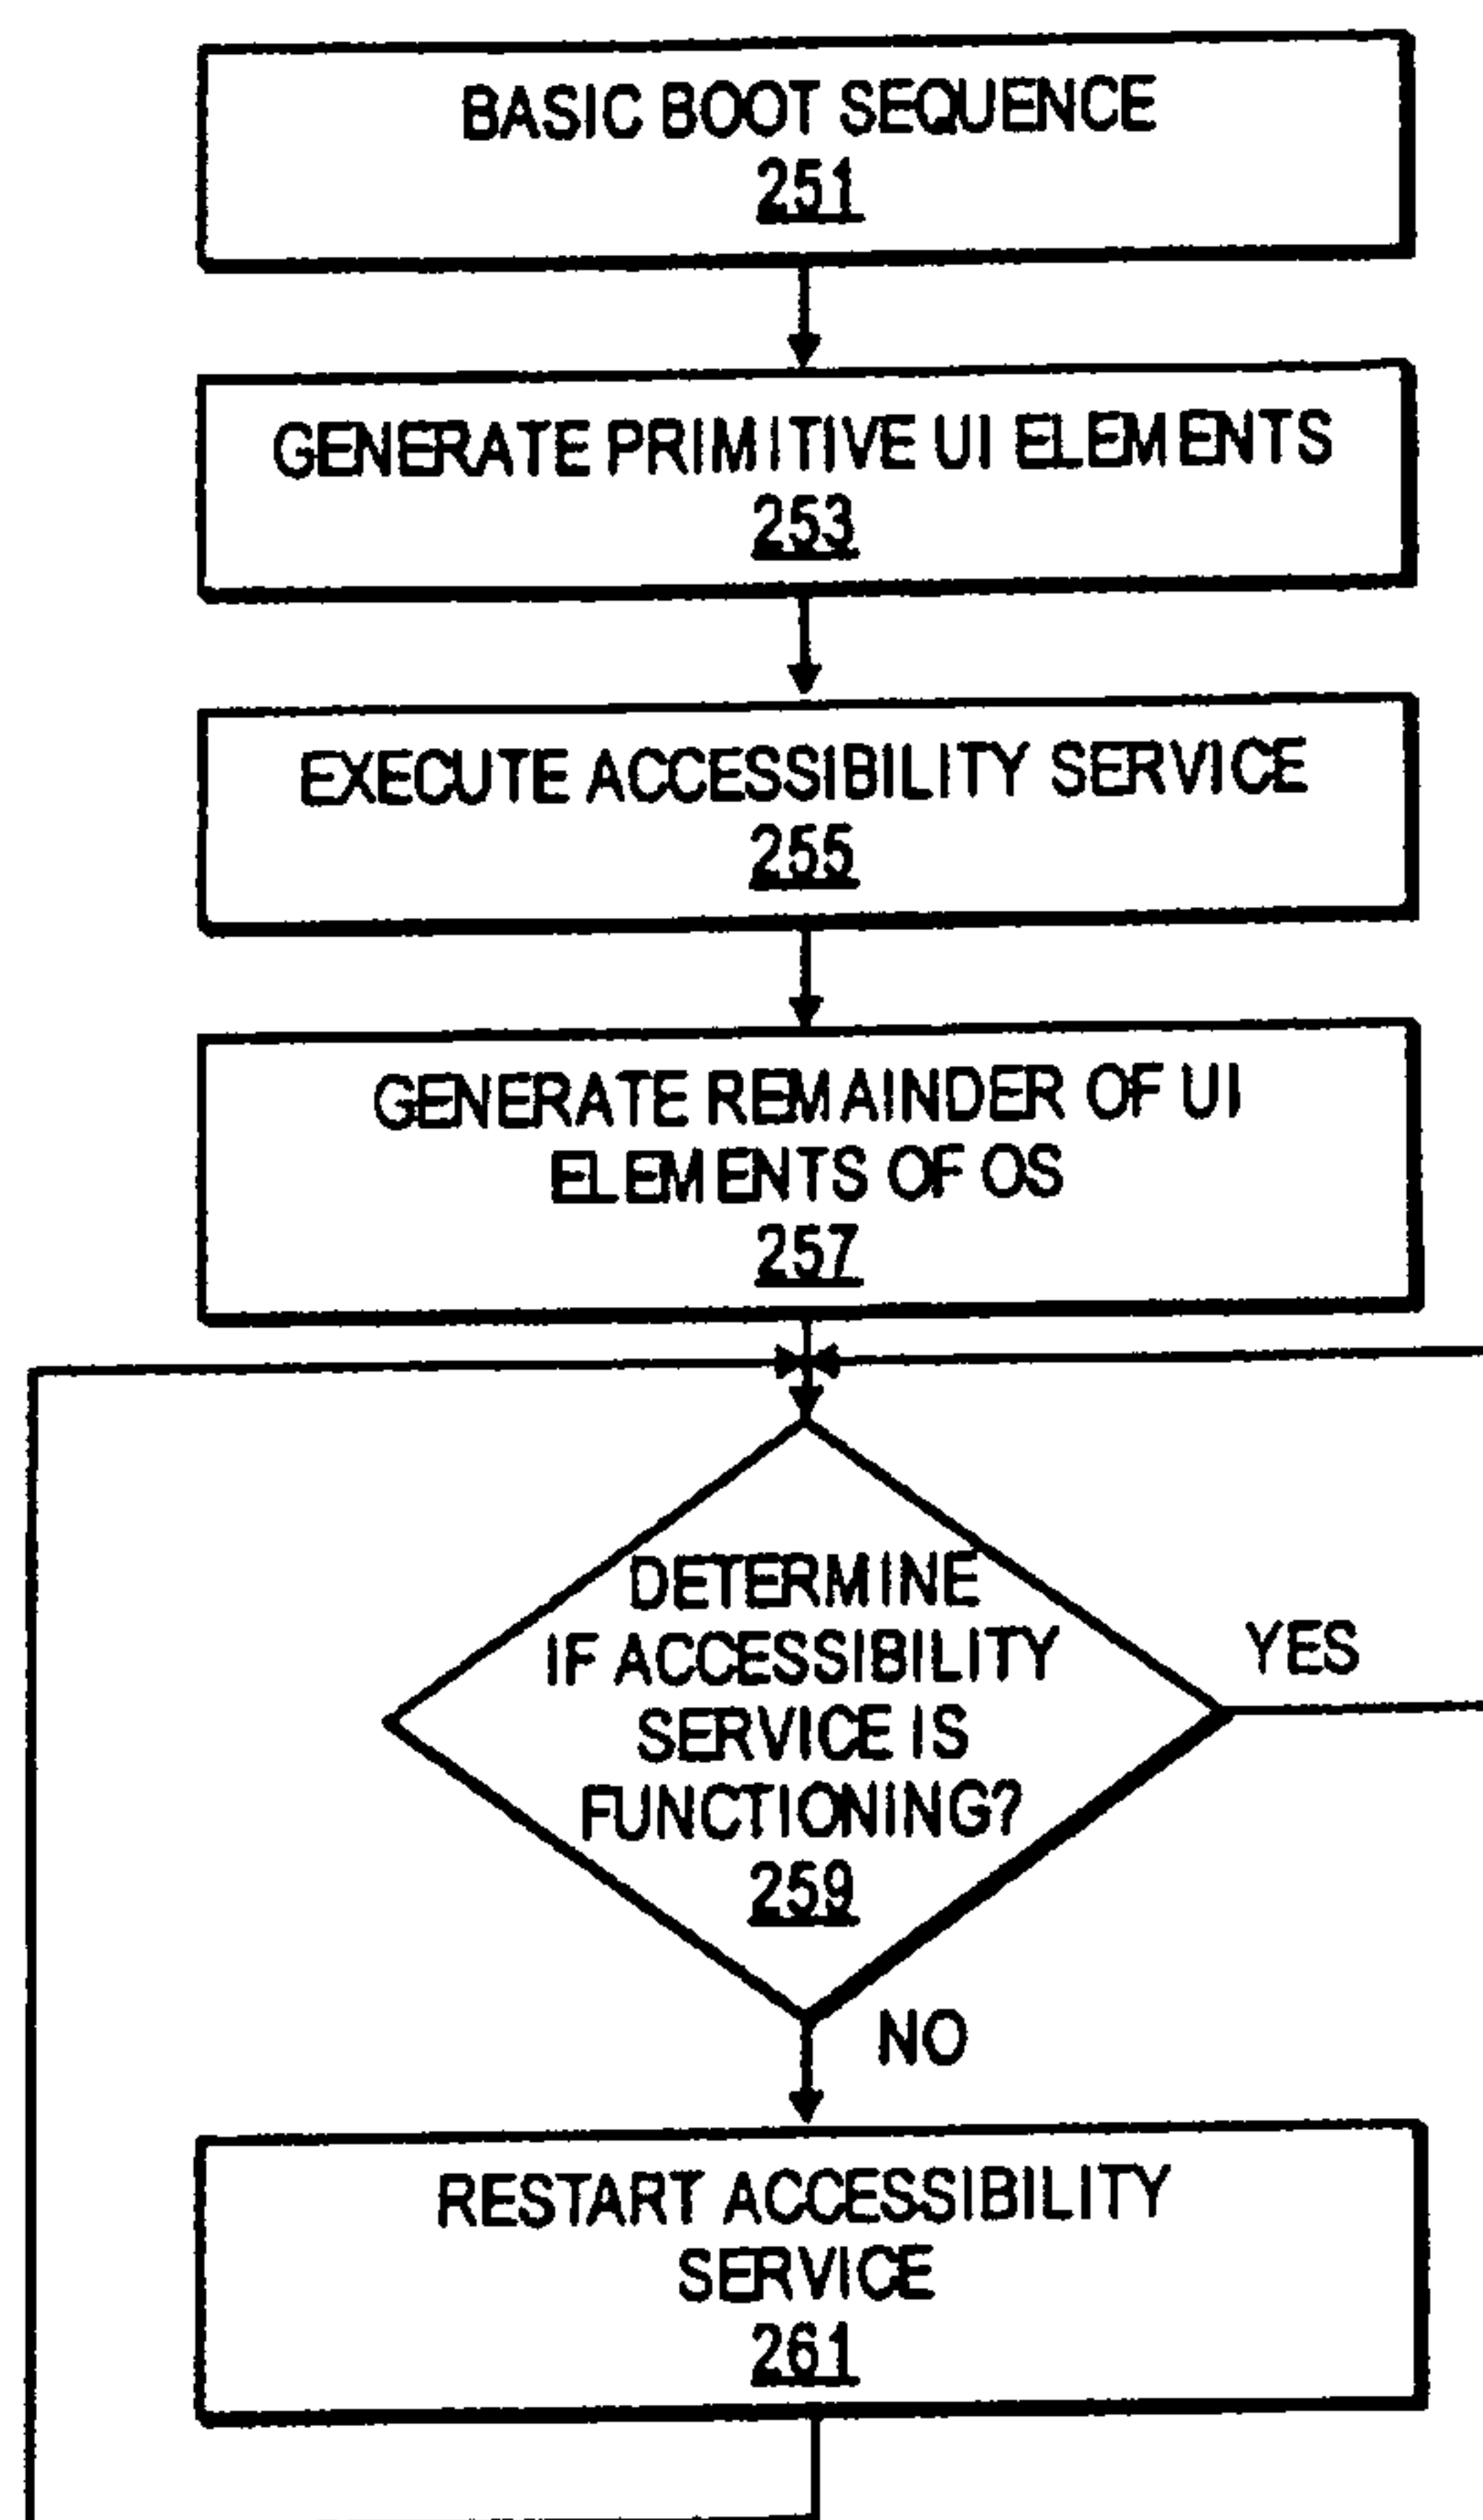 BASIC BOOT SEQUENCE
251
GENERATE PRIMITIVE UI ELEMENTS
253
EXECUTE ACCESSIBILITY SERVICE
255
GENERATE REMAINDER OF UI
ELEMENTS OF OS
257
DETERMINE
IF ACCESSIBILITY
SERVICE IS
FUNCTIONING?
259
YES
NO
RESTART ACCESSIBILITY
SERVICE
261